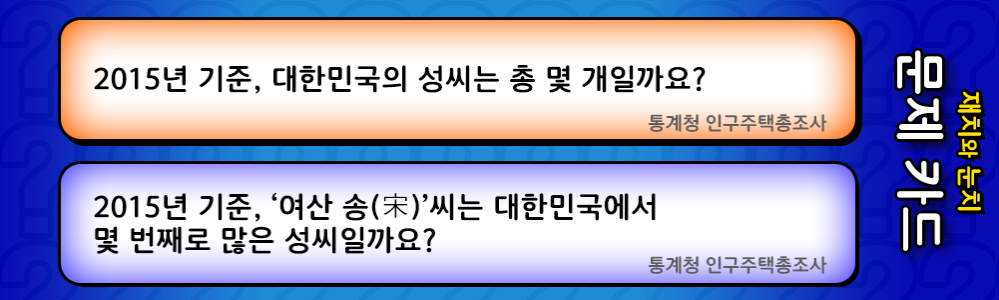 2015년 기준, 대한민국의 성씨는 총 몇 개일까요?
통계청 인구주택총조사
2015년 기준, ‘여산 송(宋)’씨는 대한민국에서
몇 번째로 많은 성씨일까요?
통계청 인구주택총조사
재치와 눈치
문제 카드